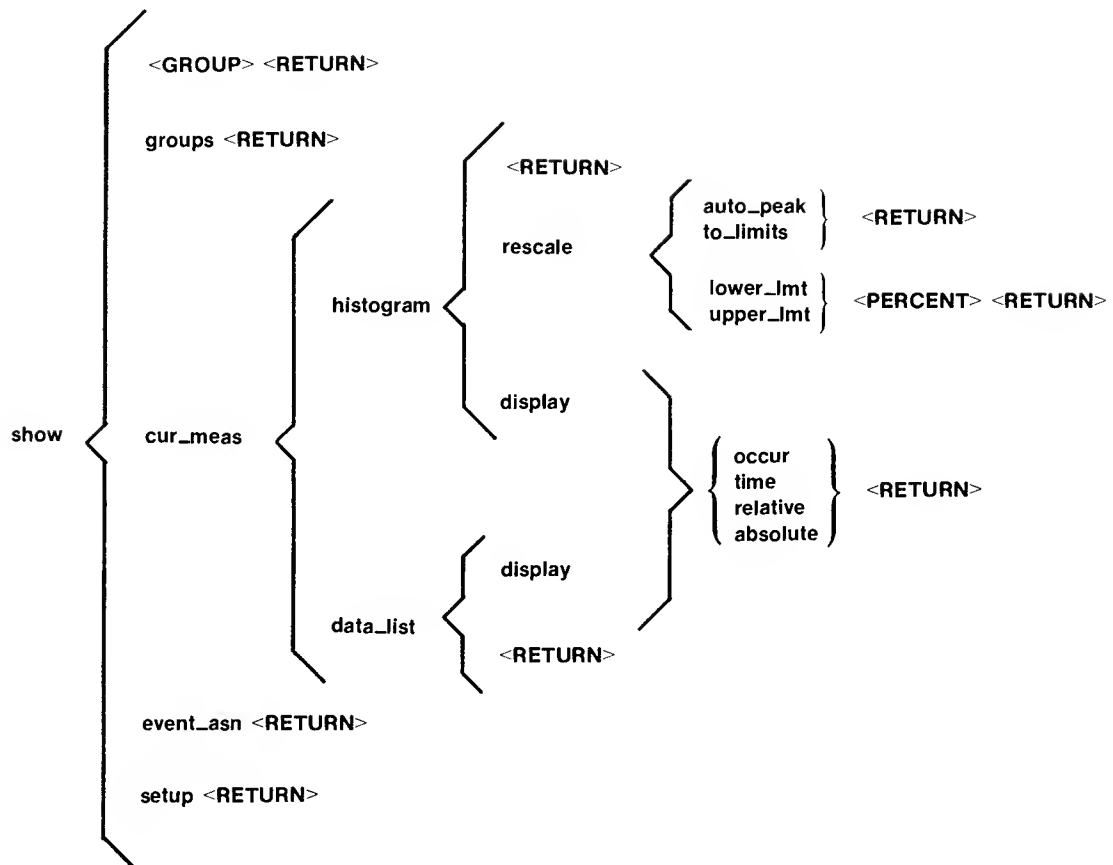 <GROUP> <RETURN>
groups <RETURN>
<RETURN>
auto_peak
to_limits
<RETURN>
rescale
lower_lmt
upper_lmt
<PERCENT> <RETURN>
histogram
display
show
cur_meas
occur
time
relative
absolute
<RETURN>
display
data_list
<RETURN>
event_asn <RETURN>
setup <RETURN>